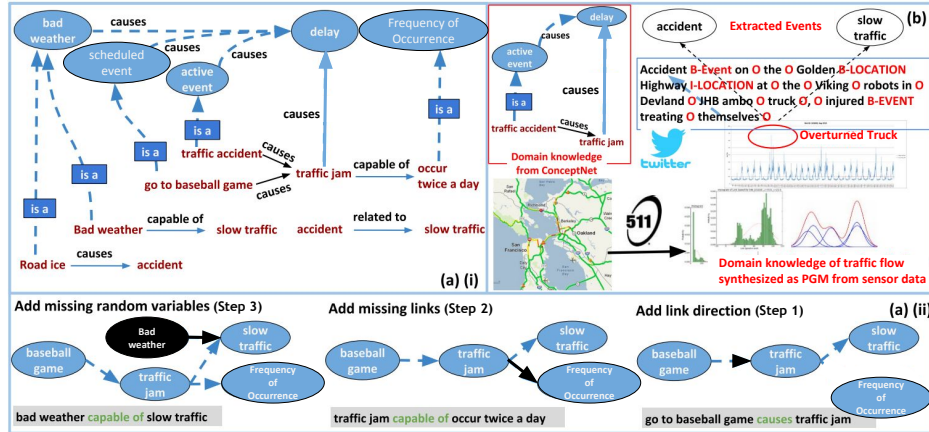 bad
weather
causes
causes
scheduled
event
causes
active
event
delay
Frequency of
Occurrence
is a
is a
is a
is a
is a
causes
traffic accident
causes
go to baseball game
causes
traffic jam
capable of
occur
twice a day
Bad weather
capable of
slow traffic
accident
related to
slow traffic
Road ice
causes
accident
(a) (i)
delay
causes
active
event
is a
causes
traffic accident
causes
traffic jam
Domain knowledge
from ConceptNet
accident
Extracted Events
slow
traffic
(b)
Accident B-Event on O the O Golden B-LOCATION
Highway I-LOCATION at O the O Viking O robots in O
Devland O JHB ambo O truck O, O injured B-EVENT
treating O themselves O
twitter
Overturned Truck
Oakland
San
Francisco
511
Domain knowledge of traffic flow
synthesized as PGM from sensor data
Add missing random variables (Step 3)
Bad
weather
slow
traffic
baseball
game
traffic
jam
Frequency
of
Occurrence
bad weather capable of slow traffic
Add missing links (Step 2)
slow
traffic
baseball
game
traffic
jam
Frequency
of
Occurrence
traffic jam capable of occur twice a day
Add link direction (Step 1)
(a) (ii)
slow
traffic
baseball
game
traffic
jam
Frequency
of
Occurrence
go to baseball game causes traffic jam